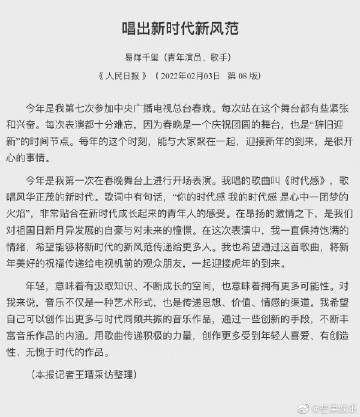 唱出新时代新风范
易烊千玺(青年演员、歌手)
《 人民日报 》( 2022年02月03日 第 08 版)
今年是我第七次参加中央广播电视总台春晚。每次站在这个舞台都有些紧张
和兴奋。每次表演都十分难忘。因为春晚是一个庆祝团圆的舞台,也是“辞旧迎
新”的时间节点。每年的这个时刻,能与大家聚在一起,迎接新年的到来,是很开
心的事情。
今年是我第一次在春晚舞台上进行开场表演。我唱的歌曲叫《时代感》,歌
唱风华正茂的新时代。歌词中有句话,“你的时代感 我的时代感 是心中一团梦的
火焰”,非常贴合在新时代成长起来的青年人的感受。在昂扬的激情之下,是我们
对祖国日新月异发展的自豪与对未来的憧憬。在这次表演中,我一直保持饱满的
情绪,希望能够将新时代的新风范传递给更多人。我也希望通过这首歌曲,将新
年美好的祝福传递给电视机前的观众朋友。一起迎接虎年的到来。
年轻,意味着有汲取知识、不断成长的空间,也意味着拥有更多可能性。对
我来说,音乐不仅是一种艺术形式,也是传递思想、价值、情感的渠道。我希望
自己可以创作出更多与时代同频共振的音乐作品,通过一些创新的手段,不断丰
富音乐作品的内涵。用歌曲传递积极的力量,创作更多受到年轻人喜爱、有创造
性、无愧于时代的作品。
(本报记者王瑨采访整理)